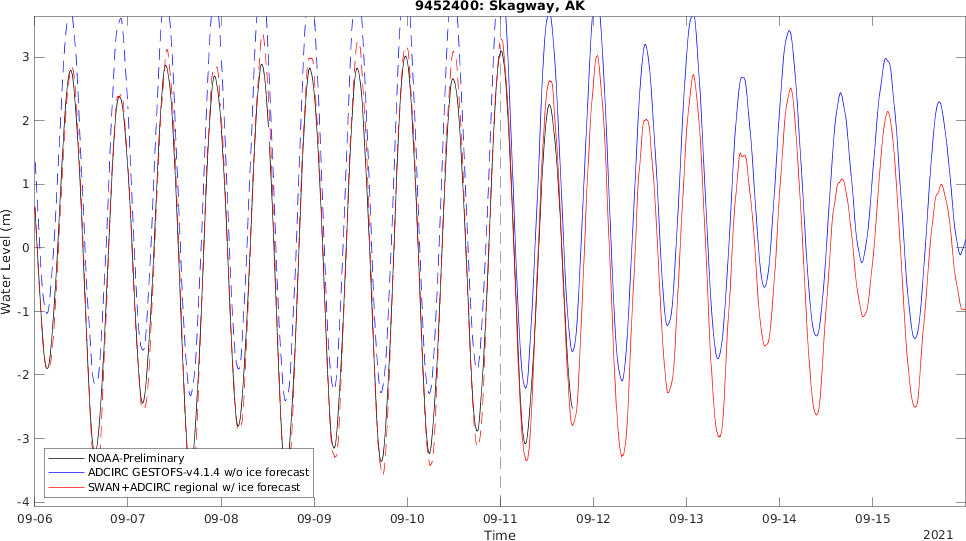 9452400: Skagway, AK
Water Level (m)
3
2
1
0
-1
-2
-3
-4
NOAA-Preliminary
ADCIRC GESTOFS-v4.1.4 w/o ice forecast
SWAN+ADCIRC regional w/ ice forecast
09-06 09-07 09-08 09-09 09-10 09-11 09-12 09-13 09-14 09-15
Time
2021